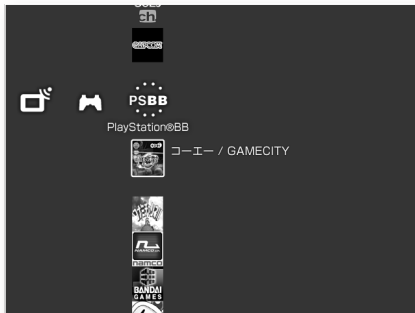 ch
CAPCOM
PSBB
PlayStation®BB
コーエー / GAMECITY
namco
BANDAI
GAMES